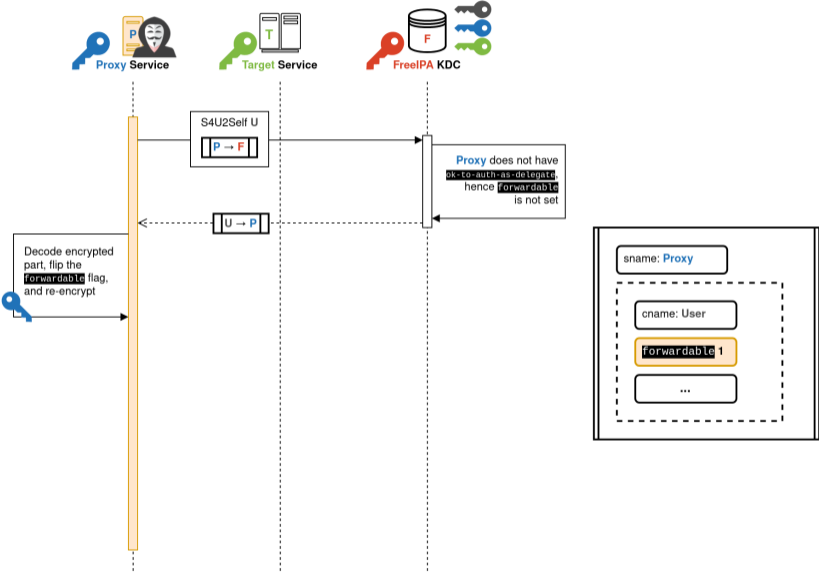 P
T
F
Proxy Service
Target Service
FreeIPA KDC
S4U2Self U
P → F
Proxy does not have
ok-to-auth-as-delegate,
hence forwardable
is not set
U → P
Decode encrypted
part, flip the
forwardable flag,
and re-encrypt
sname: Proxy
cname: User
forwardable 1
...